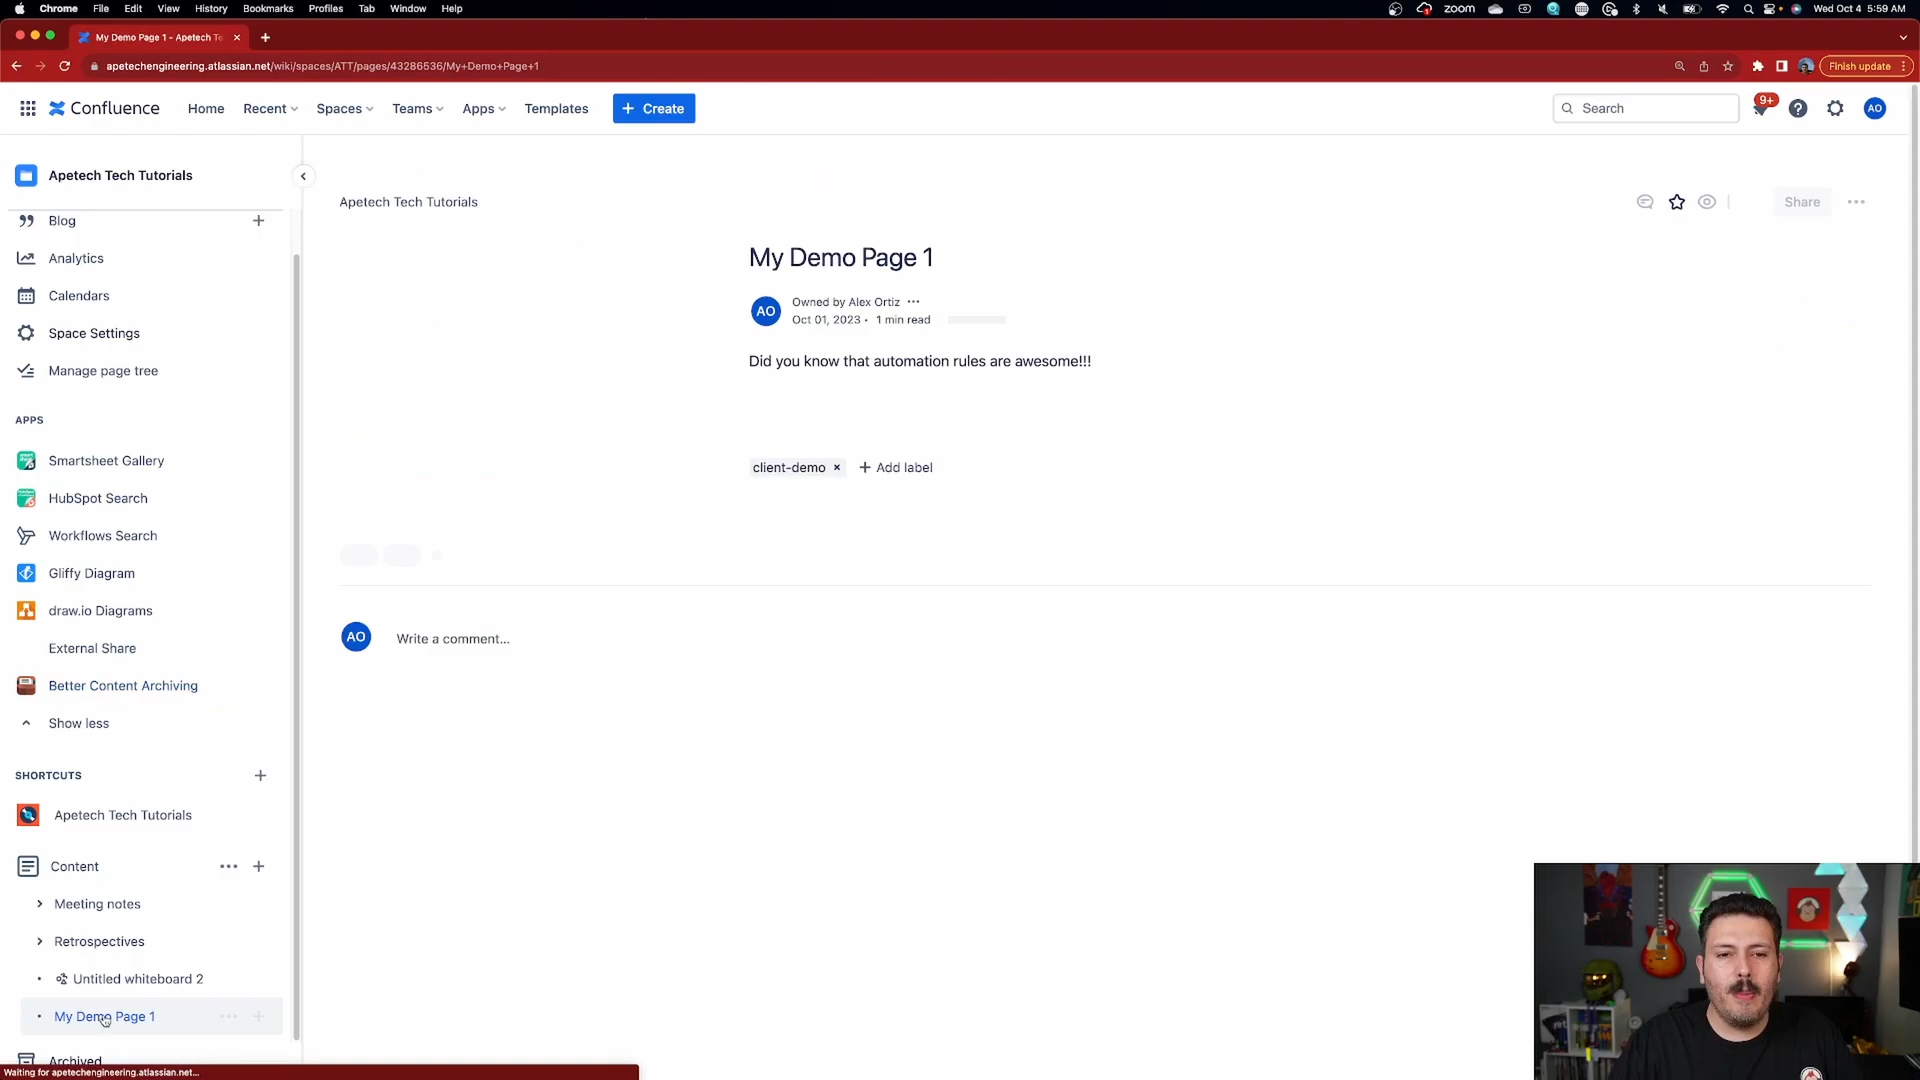 Chrome File Edit View History Bookmarks Profiles Tab Window Help
zoom
Wed Oct 4 5:59 AM
My Demo Page 1 - Apetech Te
apetechengineering.atlassian.net/wiki/spaces/ATT/pages/43286536/My+Demo+Page+1
Finish update
Confluence
Home Recent Spaces Teams Apps Templates
+ Create
Search
9+
AO
Apetech Tech Tutorials
Blog
Analytics
Calendars
Space Settings
Manage page tree
APPS
Smartsheet Gallery
HubSpot Search
Workflows Search
Gliffy Diagram
draw.io Diagrams
External Share
Better Content Archiving
Show less
SHORTCUTS
Apetech Tech Tutorials
Content
Meeting notes
Retrospectives
Untitled whiteboard 2
My Demo Page 1
Archived
Waiting for apetechengineering.atlassian.net...
Apetech Tech Tutorials
Share
My Demo Page 1
AO
Owned by Alex Ortiz
Oct 01, 2023 • 1 min read
Did you know that automation rules are awesome!!!
client-demo × + Add label
AO
Write a comment...